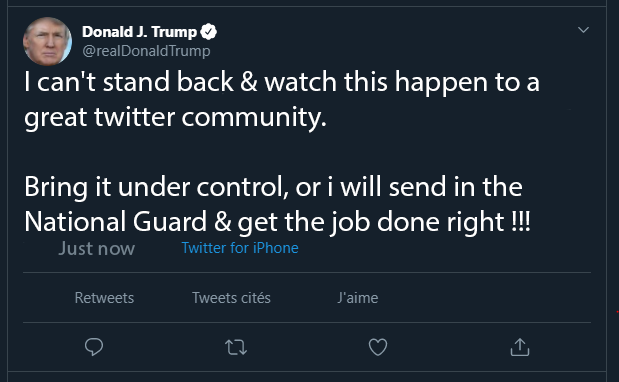 Donald J. Trump
@realDonaldTrump
I can't stand back & watch this happen to a
great twitter community.
Bring it under control, or i will send in the
National Guard & get the job done right !!!
Just now Twitter for iPhone
Retweets Tweets cités J'aime